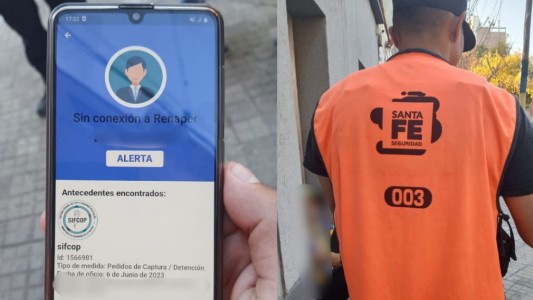 17:22
Sin conexión a Renaper
ALERTA
Antecedentes encontrados:
SIFCOP
sifcop
Id: 1566981
Tipo de medida: Pedidos de Captura / Detención
Fecha de oficio: 6 de Junio de 2023
SANTA
FE
SEGURIDAD
003